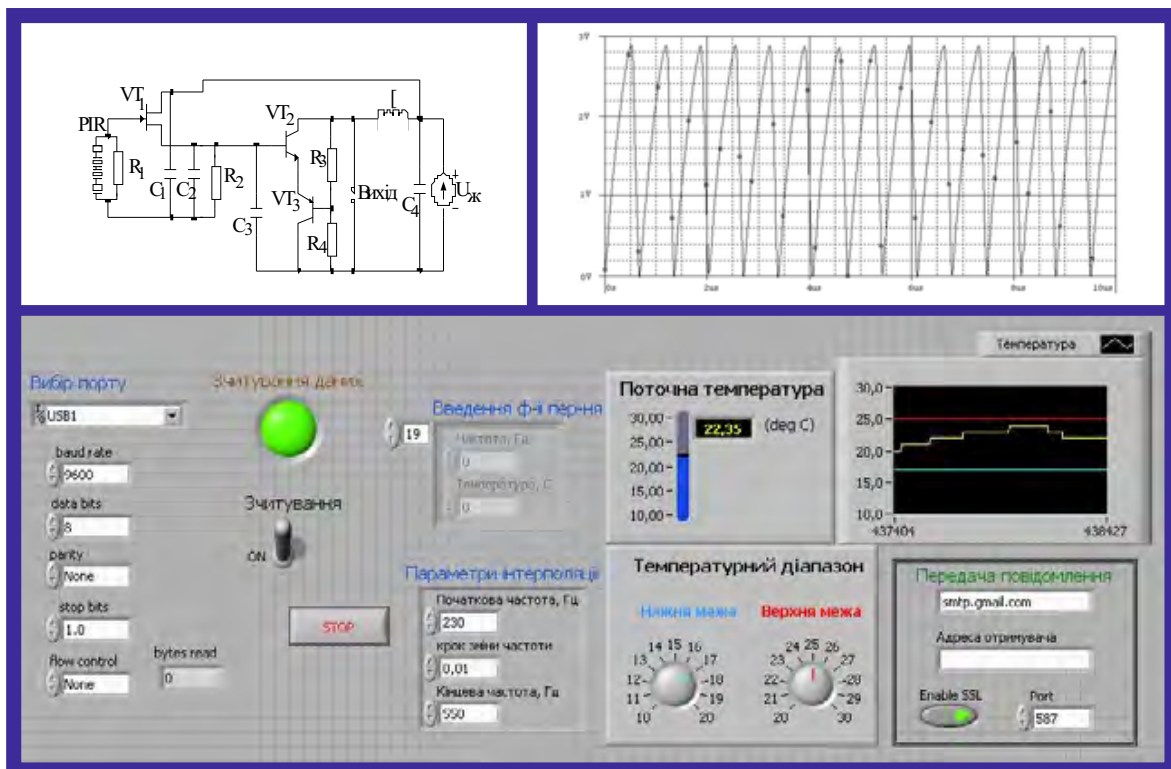 VT1
VT2
PIR
R1
C1
C2
R2
R3
VT3
Вихід
C3
R4
C4
+
Uж
–
3V
2V
1V
0V
0us
2us
4us
6us
8us
10us
Вибір порту
USB1
baud rate
9600
data bits
8
parity
None
stop bits
1.0
flow control
None
bytes read
0
Зчитування даних
Зчитування
ON
STOP
19
Введення ф-ії пер-ня
Частота, Гц
0
Температура, С
0
Параметри інтерполяції
Початкова частота, Гц
230
крок зміни частоти
0,01
Кінцева частота, Гц
550
Поточна температура
30,00
25,00
20,00
15,00
10,00
22,35
(deg C)
Температура
30,0
25,0
20,0
15,0
10,0
437404
438427
Температурний діапазон
Нижня межа
10 11 12 13 14 15 16 17 18 19 20
Верхня межа
20 21 22 23 24 25 26 27 28 29 30
Передача повідомлення
smtp.gmail.com
Адреса отримувача
Enable SSL
Port
587